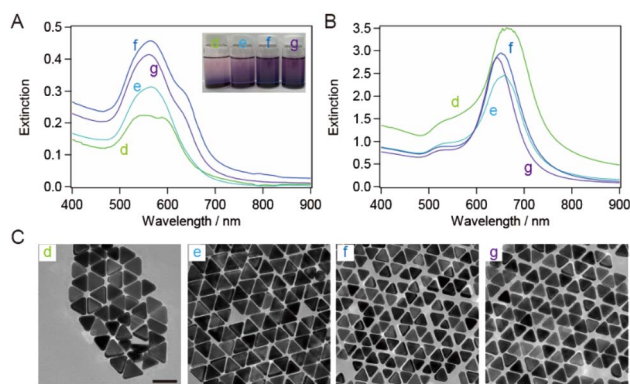 A
B
0.5
0.4
0.3
0.2
0.1
0.0
Extinction
f
g
e
d
e f g
400 500 600 700 800 900
Wavelength / nm
3.5
3.0
2.5
2.0
1.5
1.0
0.5
0.0
Extinction
d
f
e
g
400 500 600 700 800 900
Wavelength / nm
C
d
e
f
g